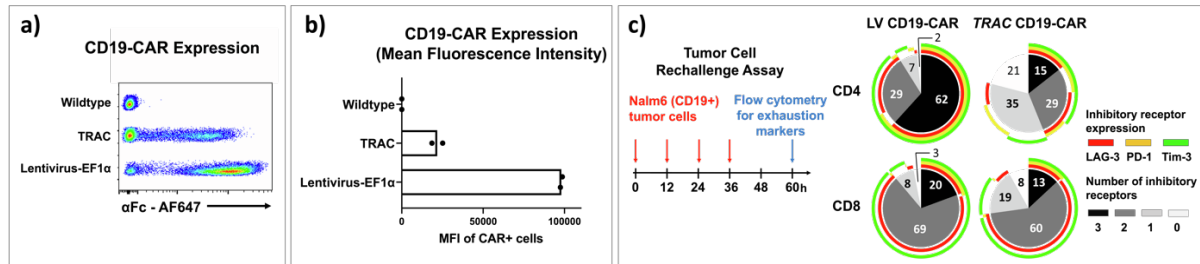 a)
CD19-CAR Expression
Wildtype
TRAC
Lentivirus-EF1α
αFc - AF647
b)
CD19-CAR Expression
(Mean Fluorescence Intensity)
Wildtype
TRAC
Lentivirus-EF1α
0
50000
100000
MFI of CAR+ cells
c)
Tumor Cell
Rechallenge Assay
Nalm6 (CD19+)
tumor cells
Flow cytometry
for exhaustion
markers
0
12
24
36
48
60h
LV CD19-CAR
TRAC CD19-CAR
CD4
2
7
29
62
21
15
35
29
CD8
3
8
20
69
8
13
19
60
Inhibitory receptor
expression
LAG-3
PD-1
Tim-3
Number of inhibitory
receptors
3
2
1
0